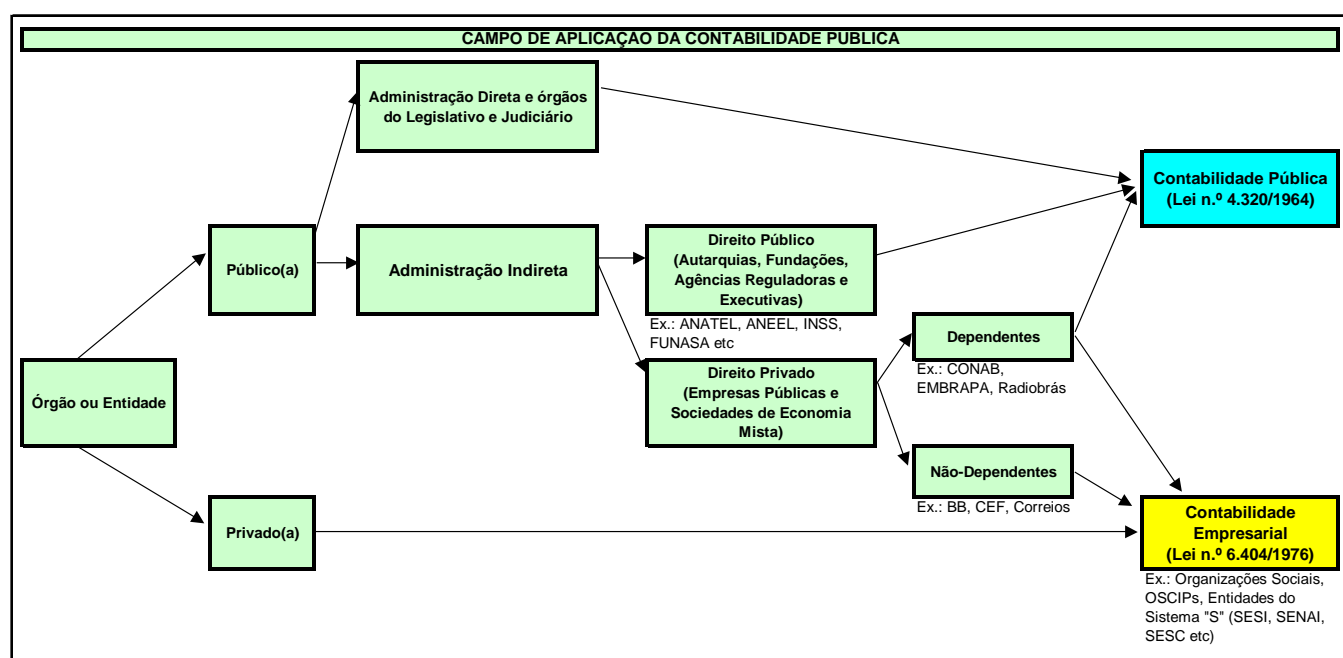 CAMPO DE APLICAÇAO DA CONTABILIDADE PUBLICA
Administração Direta e órgãos
do Legislativo e Judiciário
Contabilidade Pública
(Lei n.º 4.320/1964)
Público(a)
Administração Indireta
Direito Público
(Autarquias, Fundações,
Agências Reguladoras e
Executivas)
Ex.: ANATEL, ANEEL, INSS,
FUNASA etc
Dependentes
Ex.: CONAB,
EMBRAPA, Radiobrás
Órgão ou Entidade
Direito Privado
(Empresas Públicas e
Sociedades de Economia
Mista)
Não-Dependentes
Ex.: BB, CEF, Correios
Privado(a)
Contabilidade
Empresarial
(Lei n.º 6.404/1976)
Ex.: Organizações Sociais,
OSCIPs, Entidades do
Sistema "S" (SESI, SENAI,
SESC etc)